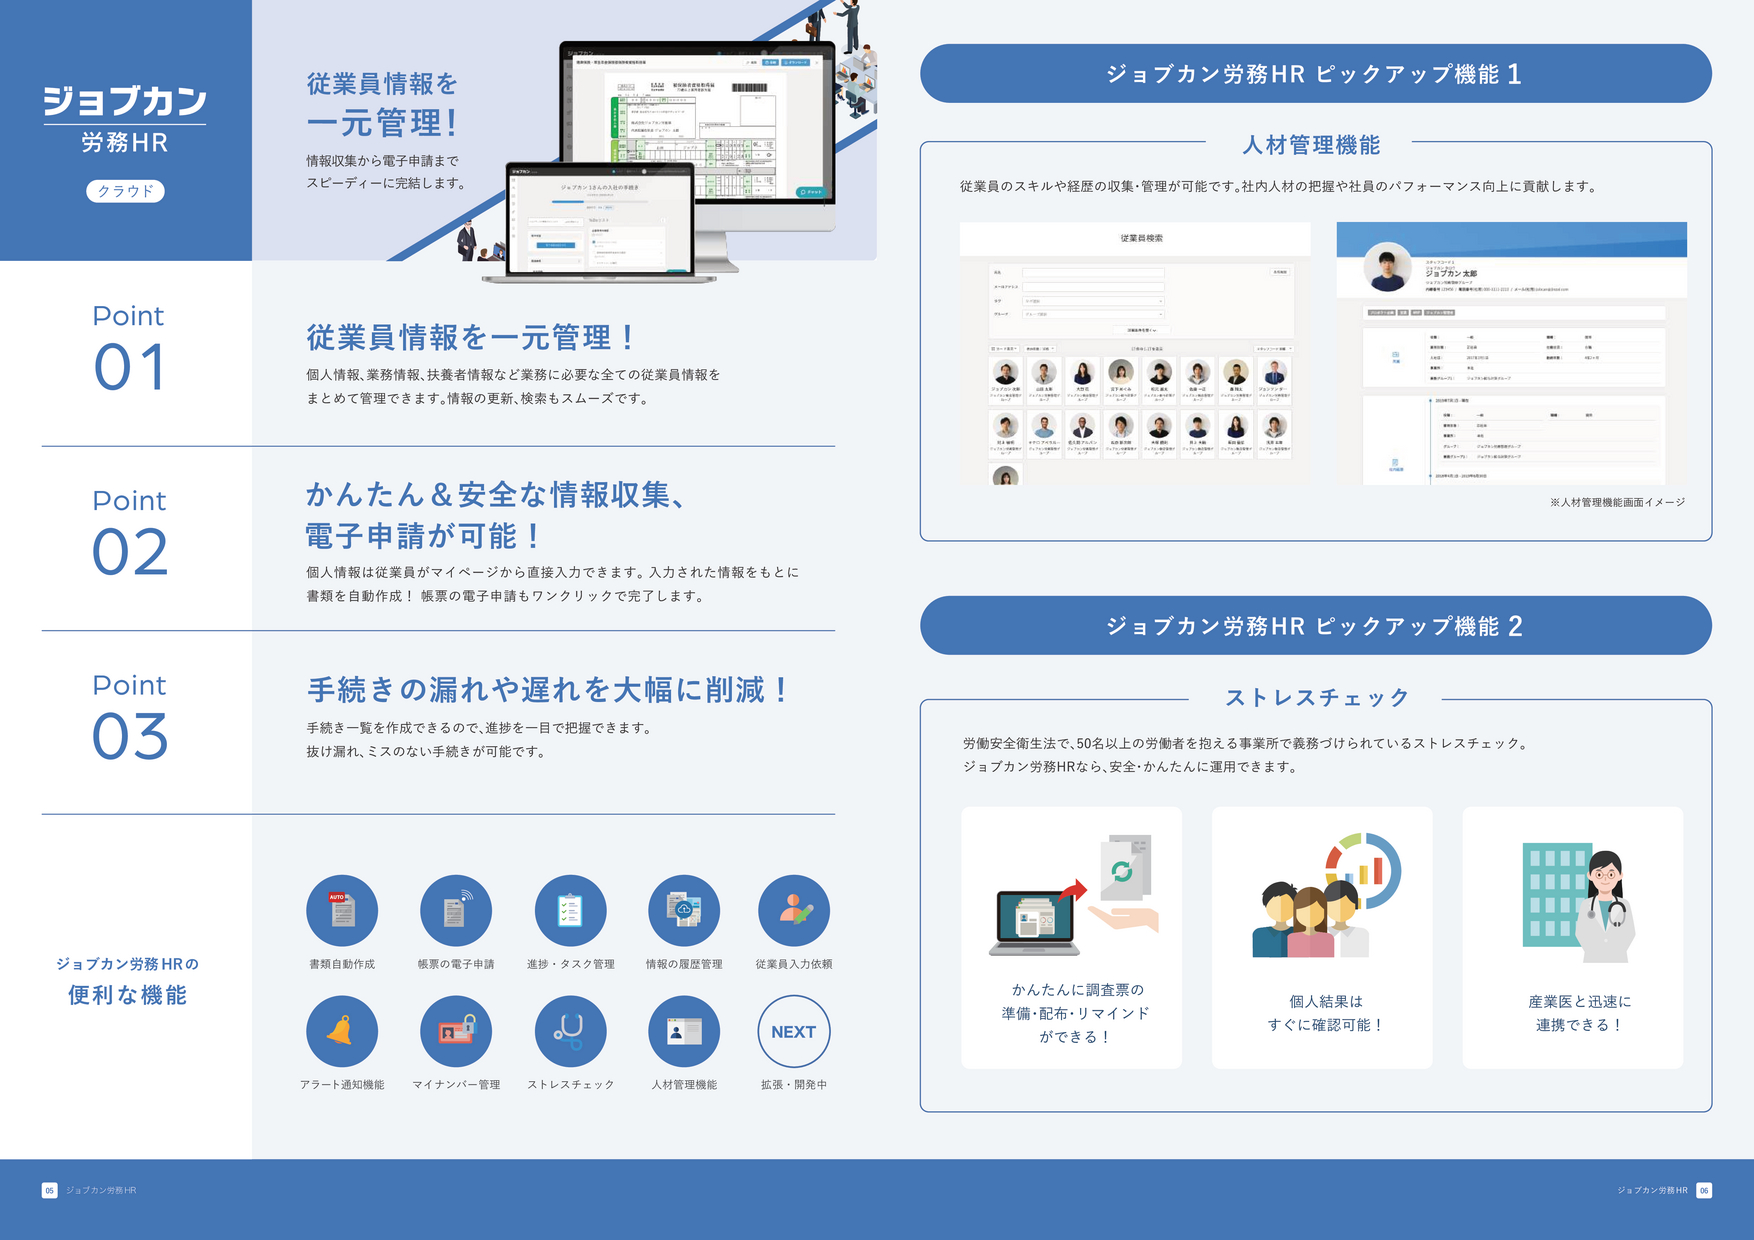 ジョブカン
労務HR
クラウド
従業員情報を
一元管理!
情報収集から電子申請まで
スピーディーに完結します。
Point
01
従業員情報を一元管理！
個人情報、業務情報、扶養者情報など業務に必要な全ての従業員情報を
まとめて管理できます。情報の更新、検索もスムーズです。
Point
02
かんたん＆安全な情報収集、
電子申請が可能！
個人情報は従業員がマイページから直接入力できます。入力された情報をもとに
書類を自動作成！ 帳票の電子申請もワンクリックで完了します。
Point
03
手続きの漏れや遅れを大幅に削減！
手続き一覧を作成できるので、進捗を一目で把握できます。
抜け漏れ、ミスのない手続きが可能です。
ジョブカン労務HRの
便利な機能
AUTO
書類自動作成
帳票の電子申請
進捗・タスク管理
情報の履歴管理
従業員入力依頼
NEXT
アラート通知機能
マイナンバー管理
ストレスチェック
人材管理機能
拡張・開発中
05 ジョブカン労務HR
ジョブカン労務HR ピックアップ機能 1
人材管理機能
従業員のスキルや経歴の収集・管理が可能です。社内人材の把握や社員のパフォーマンス向上に貢献します。
従業員検索
ジョブカン 太郎
※人材管理機能画面イメージ
ジョブカン労務HR ピックアップ機能 2
ストレスチェック
労働安全衛生法で、50名以上の労働者を抱える事業所で義務づけられているストレスチェック。
ジョブカン労務HRなら、安全・かんたんに運用できます。
かんたんに調査票の
準備・配布・リマインド
ができる！
個人結果は
すぐに確認可能！
産業医と迅速に
連携できる！
ジョブカン労務HR 06